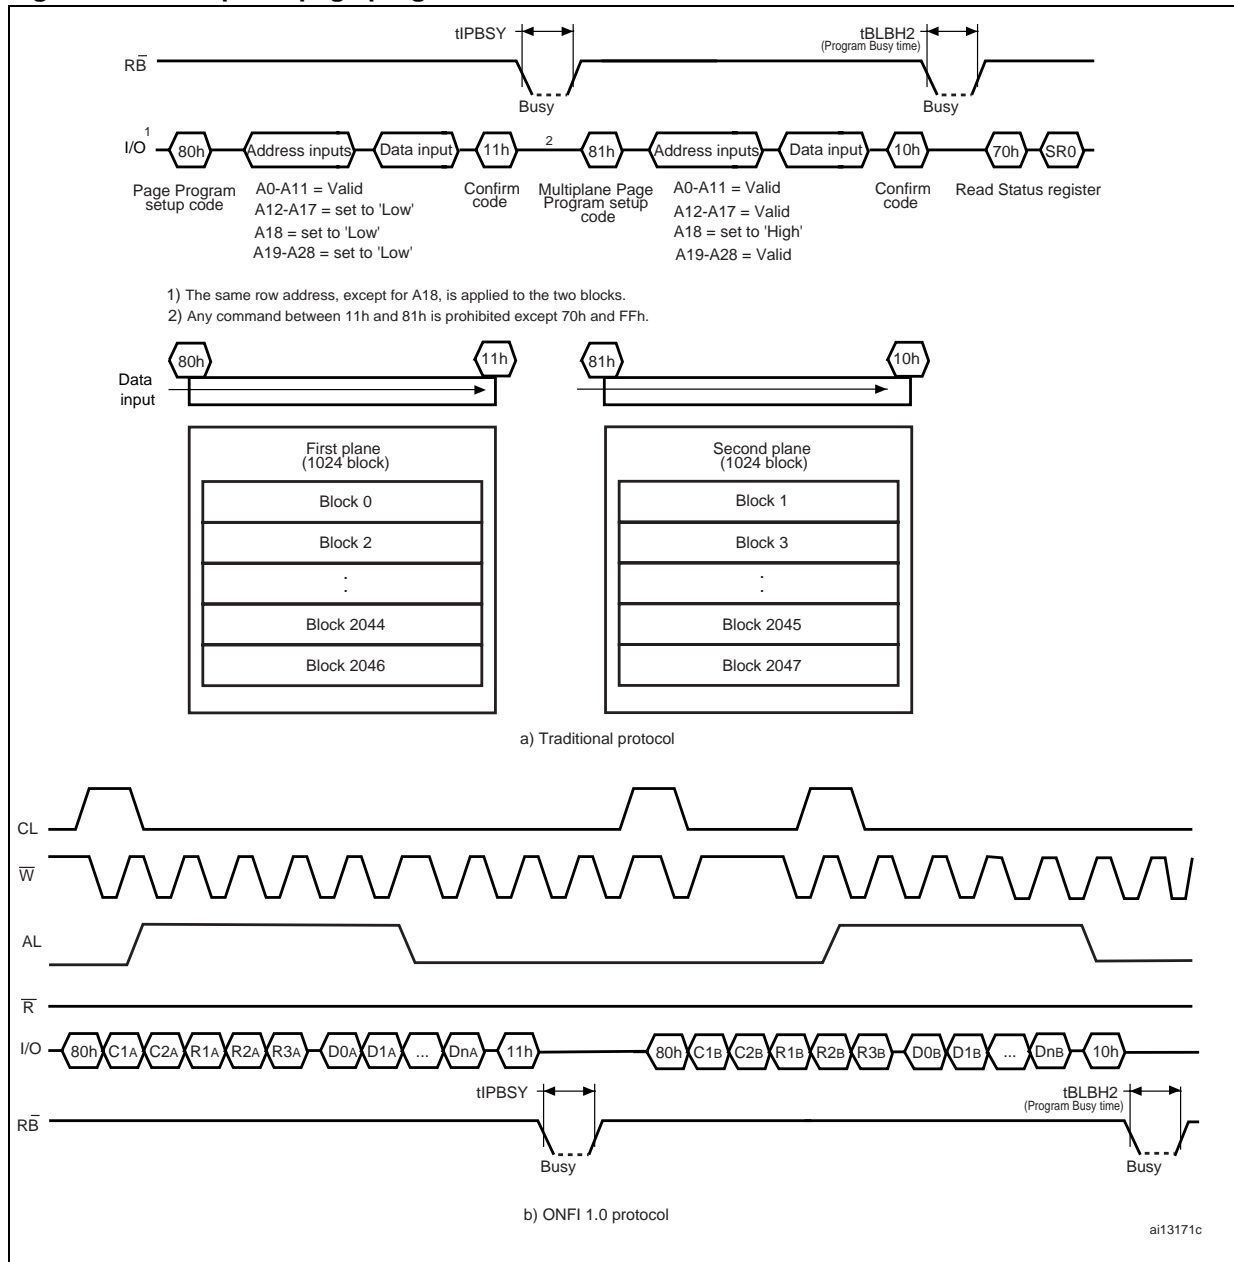 tIPBSY
tBLBH2
(Program Busy time)
RB̅
Busy
Busy
I/O 1 80h Address inputs Data input 11h 2 81h Address inputs Data input 10h 70h SR0
Page Program setup code
A0-A11 = Valid
A12-A17 = set to 'Low'
A18 = set to 'Low'
A19-A28 = set to 'Low'
Confirm code
Multiplane Page Program setup code
A0-A11 = Valid
A12-A17 = Valid
A18 = set to 'High'
A19-A28 = Valid
Confirm code
Read Status register
1) The same row address, except for A18, is applied to the two blocks.
2) Any command between 11h and 81h is prohibited except 70h and FFh.
80h 11h 81h 10h
Data input
First plane
(1024 block)
Block 0
Block 2
:
Block 2044
Block 2046
Second plane
(1024 block)
Block 1
Block 3
:
Block 2045
Block 2047
a) Traditional protocol
CL
W̅
AL
R̅
I/O 80h C1A C2A R1A R2A R3A D0A D1A ... DnA 11h 80h C1B C2B R1B R2B R3B D0B D1B ... DnB 10h
tIPBSY
tBLBH2
(Program Busy time)
RB̅
Busy
Busy
b) ONFI 1.0 protocol
ai13171c